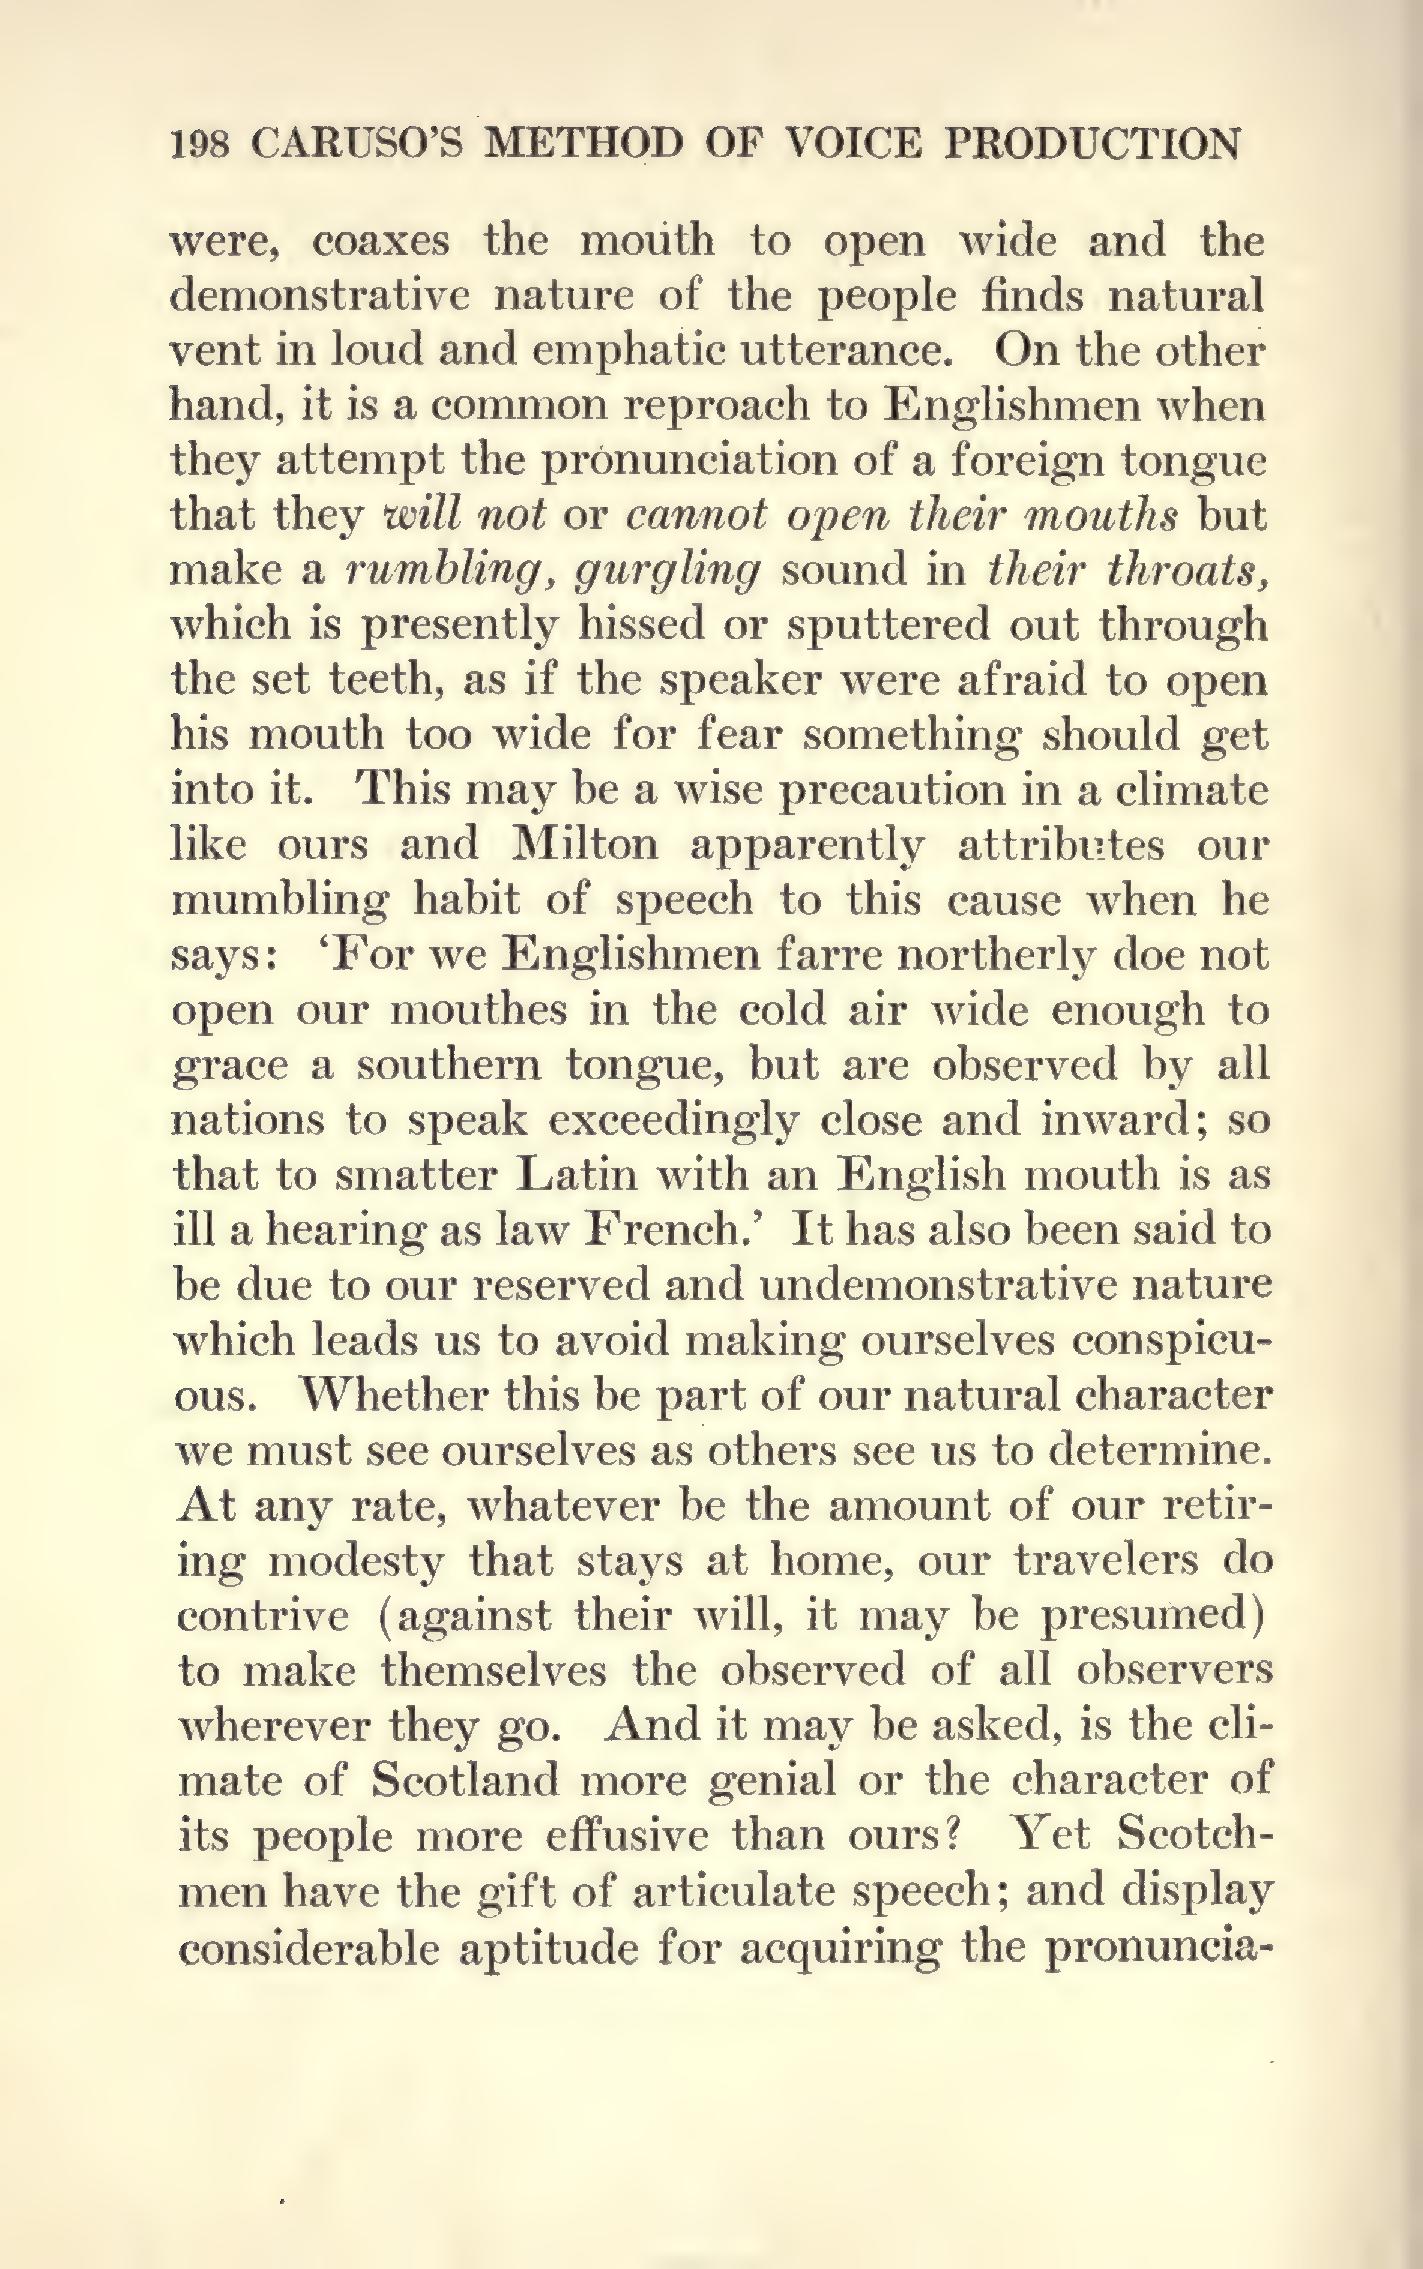 198 CARUSO'S METHOD OF VOICE PRODUCTION
were, coaxes the mouth to open wide and the
demonstrative nature of the people finds natural
vent in loud and emphatic utterance. On the other
hand, it is a common reproach to Englishmen when
they attempt the pronunciation of a foreign tongue
that they will not or cannot open their mouths but
make a rumbling, gurgling sound in their throats,
which is presently hissed or sputtered out through
the set teeth, as if the speaker were afraid to open
his mouth too wide for fear something should get
into it. This may be a wise precaution in a climate
like ours and Milton apparently attributes our
mumbling habit of speech to this cause when he
says: 'For we Englishmen farre northerly doe not
open our mouthes in the cold air wide enough to
grace a southern tongue, but are observed by all
nations to speak exceedingly close and inward; so
that to smatter Latin with an English mouth is as
ill a hearing as law French.' It has also been said to
be due to our reserved and undemonstrative nature
which leads us to avoid making ourselves conspicu-
ous. Whether this be part of our natural character
we must see ourselves as others see us to determine.
At any rate, whatever be the amount of our retir-
ing modesty that stays at home, our travelers do
contrive (against their will, it may be presumed)
to make themselves the observed of all observers
wherever they go. And it may be asked, is the cli-
mate of Scotland more genial or the character of
its people more effusive than ours? Yet Scotch-
men have the gift of articulate speech; and display
considerable aptitude for acquiring the pronuncia-